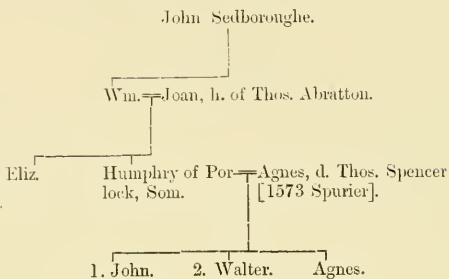 John Sedboroughe.
Wm.=Joan, h. of Thos. Abratton.
Eliz. Humphry of Por-=Agnes, d. Thos. Spencer
lock, Som. [1573 Spurier].
1. John. 2. Walter. Agnes.